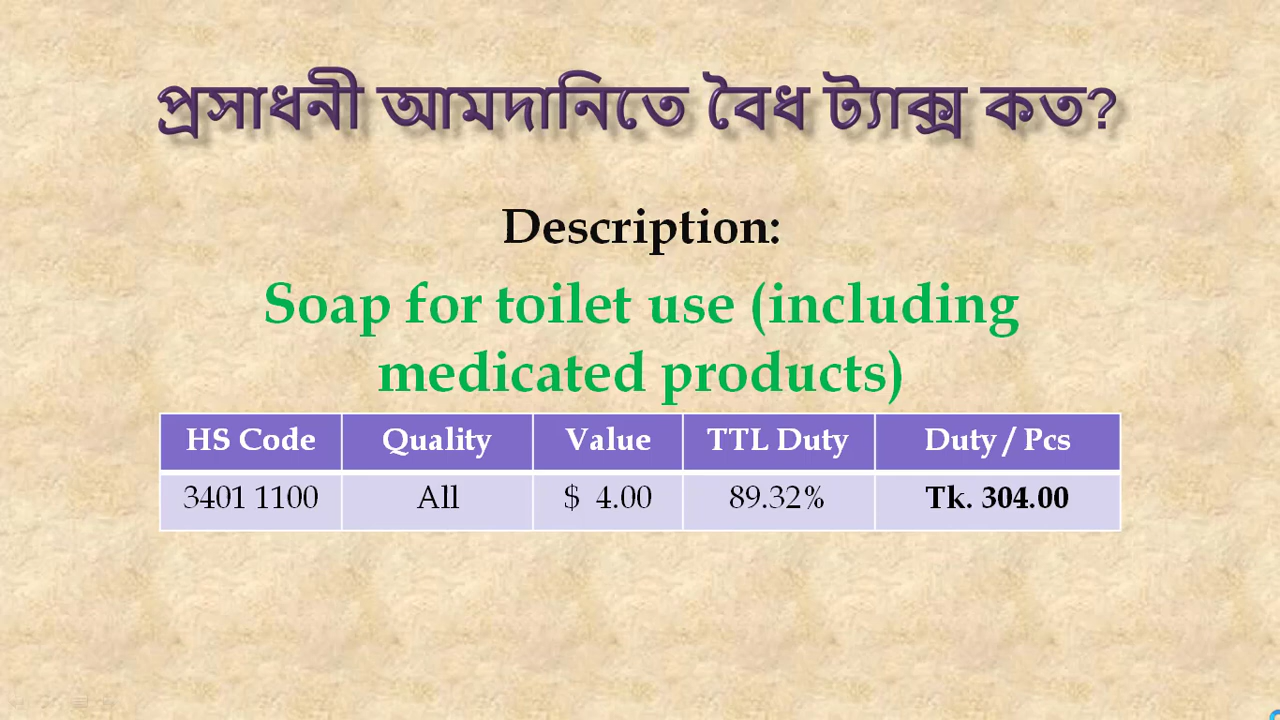 প্রসাধনী আমদানিতে বৈধ ট্যাক্স কত?
Description:
Soap for toilet use (including
medicated products)
HS Code Quality Value TTL Duty Duty / Pcs
3401 1100 All $ 4.00 89.32% Tk. 304.00